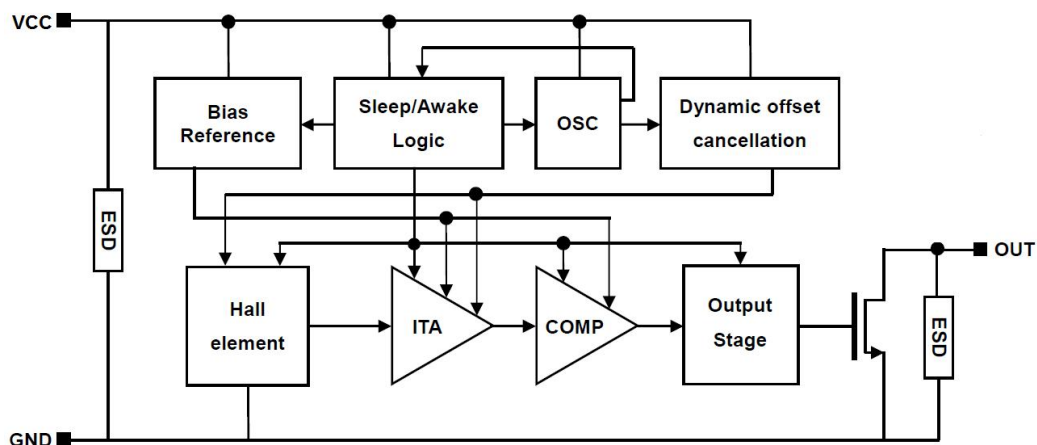 VCC
Bias
Reference
Sleep/Awake
Logic
OSC
Dynamic offset
cancellation
ESD
Hall
element
ITA
COMP
Output
Stage
OUT
ESD
GND